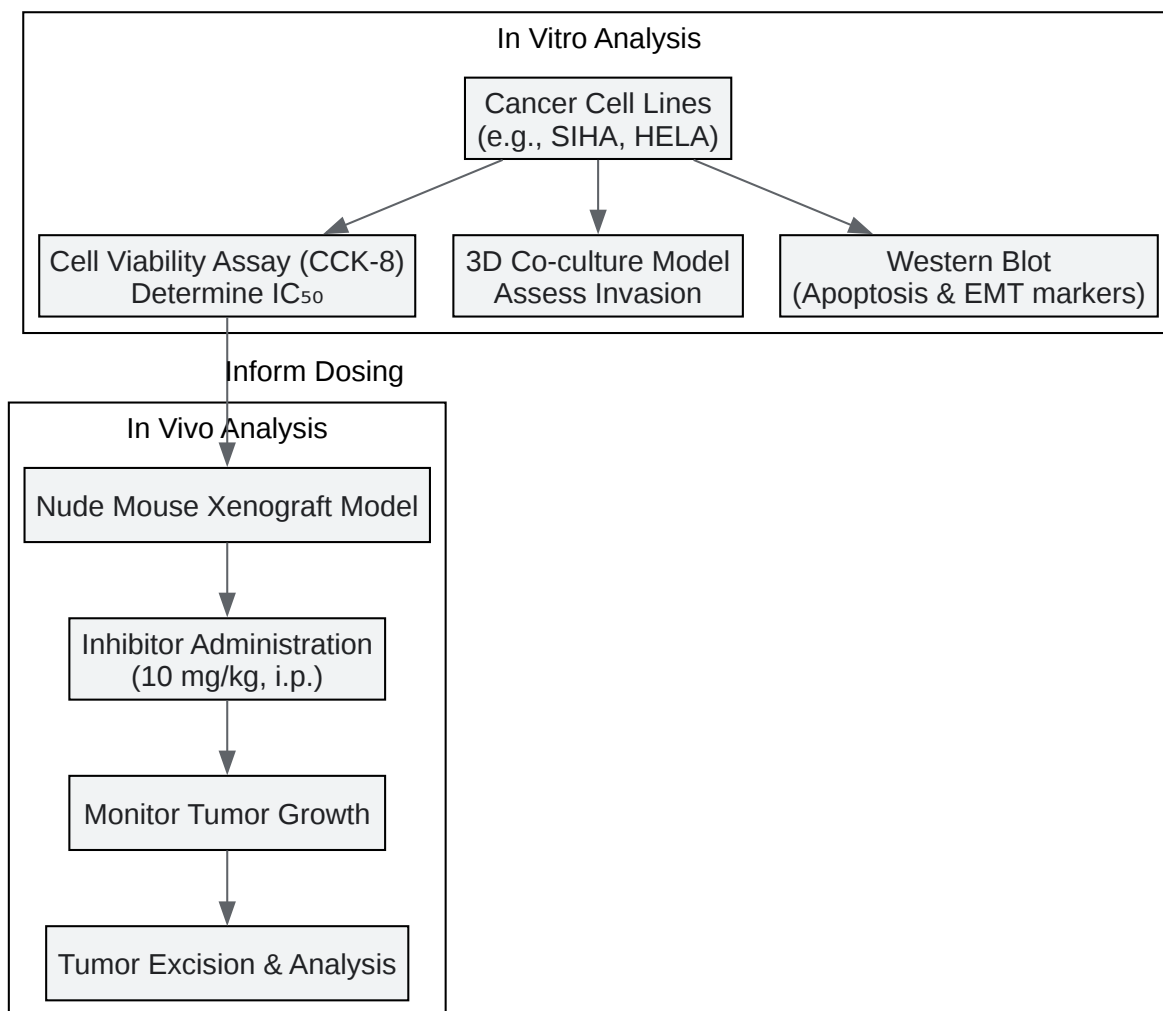 In Vitro Analysis
Cancer Cell Lines
(e.g., SIHA, HELA)
Cell Viability Assay (CCK-8)
Determine IC₅₀
3D Co-culture Model
Assess Invasion
Western Blot
(Apoptosis & EMT markers)
Inform Dosing
In Vivo Analysis
Nude Mouse Xenograft Model
Inhibitor Administration
(10 mg/kg, i.p.)
Monitor Tumor Growth
Tumor Excision & Analysis